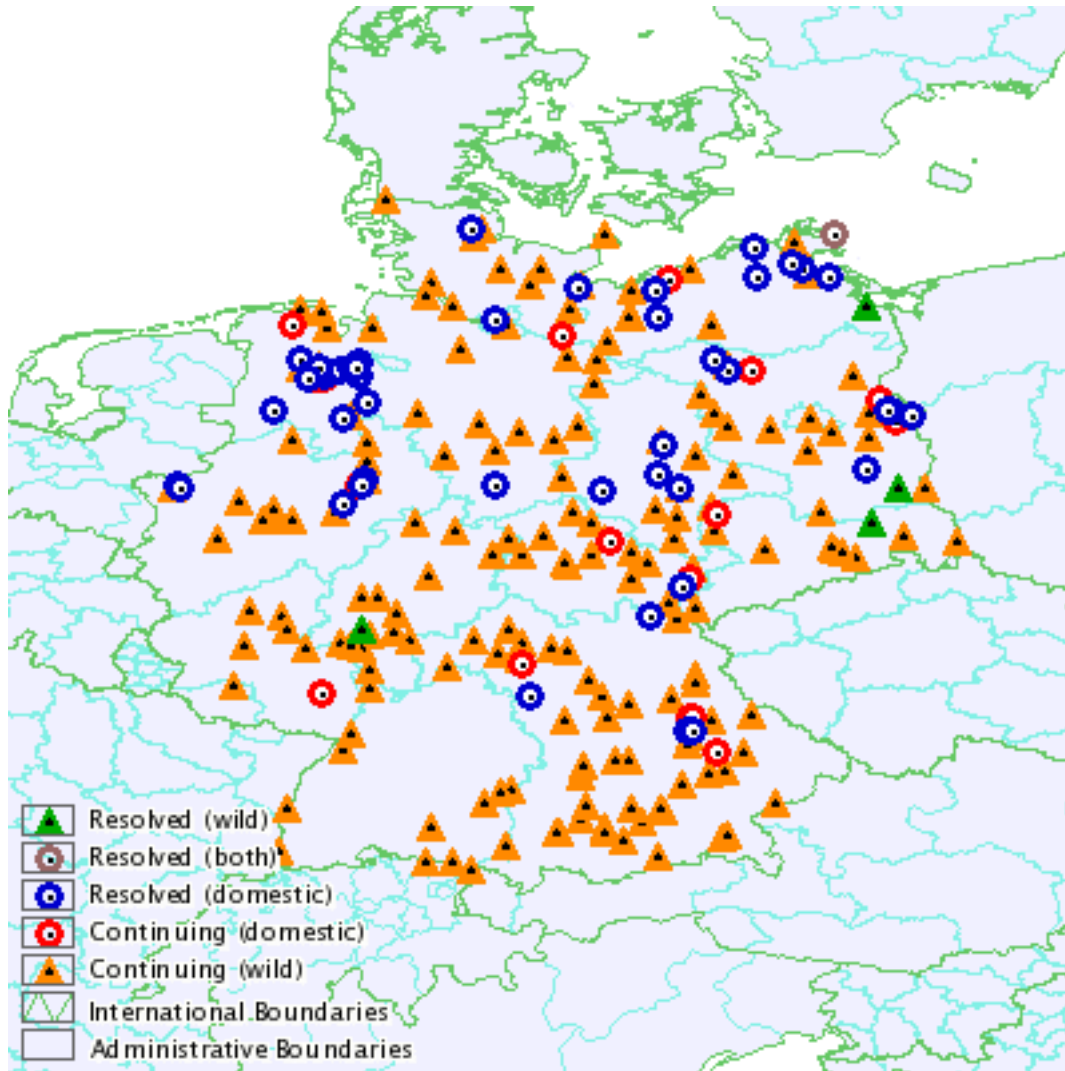 Resolved (wild)
Resolved (both)
Resolved (domestic)
Continuing (domestic)
Continuing (wild)
International Boundaries
Administrative Boundaries